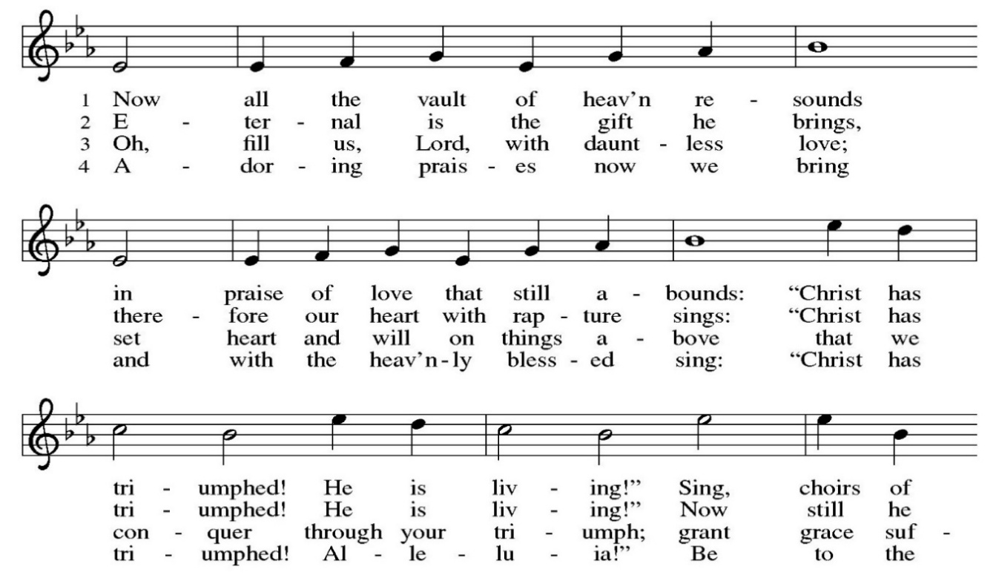 1 Now all the vault of heav’n re - sounds
2 E - ter - nal is the gift he brings,
3 Oh, fill us, Lord, with daunt - less love;
4 A - dor - ing prais - es now we bring
in praise of love that still a - bounds: “Christ has
there - fore our heart with rap - ture sings: “Christ has
set heart and will on things a - bove that we
and with the heav’n - ly bless - ed sing: “Christ has
tri - umphed! He is liv - ing!” Sing, choirs of
tri - umphed! He is liv - ing!” Now still he
con - quer through your tri - umph; grant grace suf -
tri - umphed! Al - le - lu - ia!” Be to the